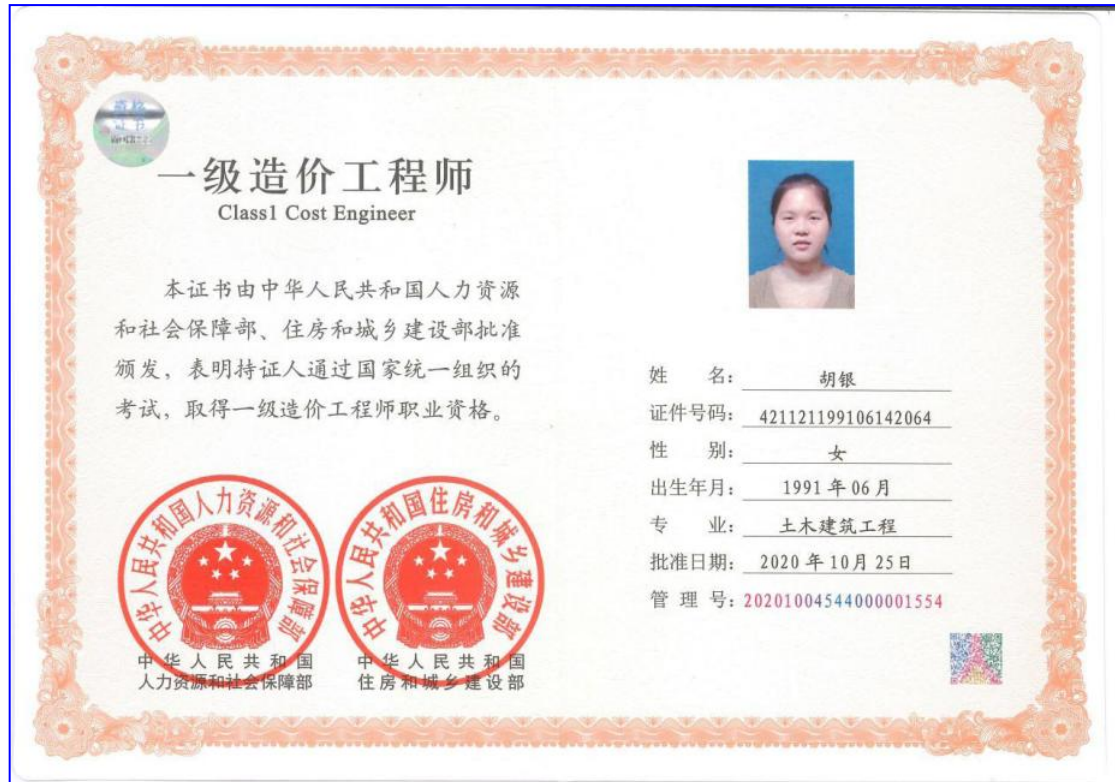 资格
证书
一级造价工程师
Class1 Cost Engineer
本证书由中华人民共和国人力资源
和社会保障部、住房和城乡建设部批准
颁发，表明持证人通过国家统一组织的
考试，取得一级造价工程师职业资格。
中华人民共和国人力资源和社会保障部
中华人民共和国
人力资源和社会保障部
中华人民共和国住房和城乡建设部
中华人民共和国
住房和城乡建设部
姓 名：胡银
证件号码：421121199106142064
性 别：女
出生年月：1991年06月
专 业：土木建筑工程
批准日期：2020年10月25日
管 理 号：20201004544000001554